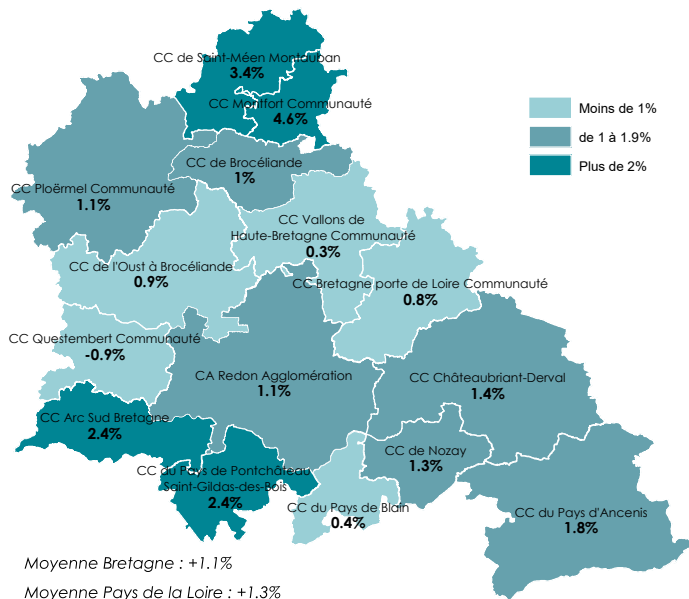 CC de Saint-Méen Montauban
3.4%
CC Montfort Communauté
4.6%
Moins de 1%
de 1 à 1.9%
Plus de 2%
CC de Brocéliande
1%
CC Ploërmel Communauté
1.1%
CC Vallons de
Haute-Bretagne Communauté
0.3%
CC de l'Oust à Brocéliande
0.9%
CC Bretagne porte de Loire Communauté
0.8%
CC Questembert Communauté
-0.9%
CA Redon Agglomération
1.1%
CC Châteaubriant-Derval
1.4%
CC Arc Sud Bretagne
2.4%
CC de Nozay
1.3%
CC du Pays de Pontchâteau
Saint-Gildas-des-Bois
2.4%
CC du Pays de Blain
0.4%
CC du Pays d'Ancenis
1.8%
Moyenne Bretagne : +1.1%
Moyenne Pays de la Loire : +1.3%